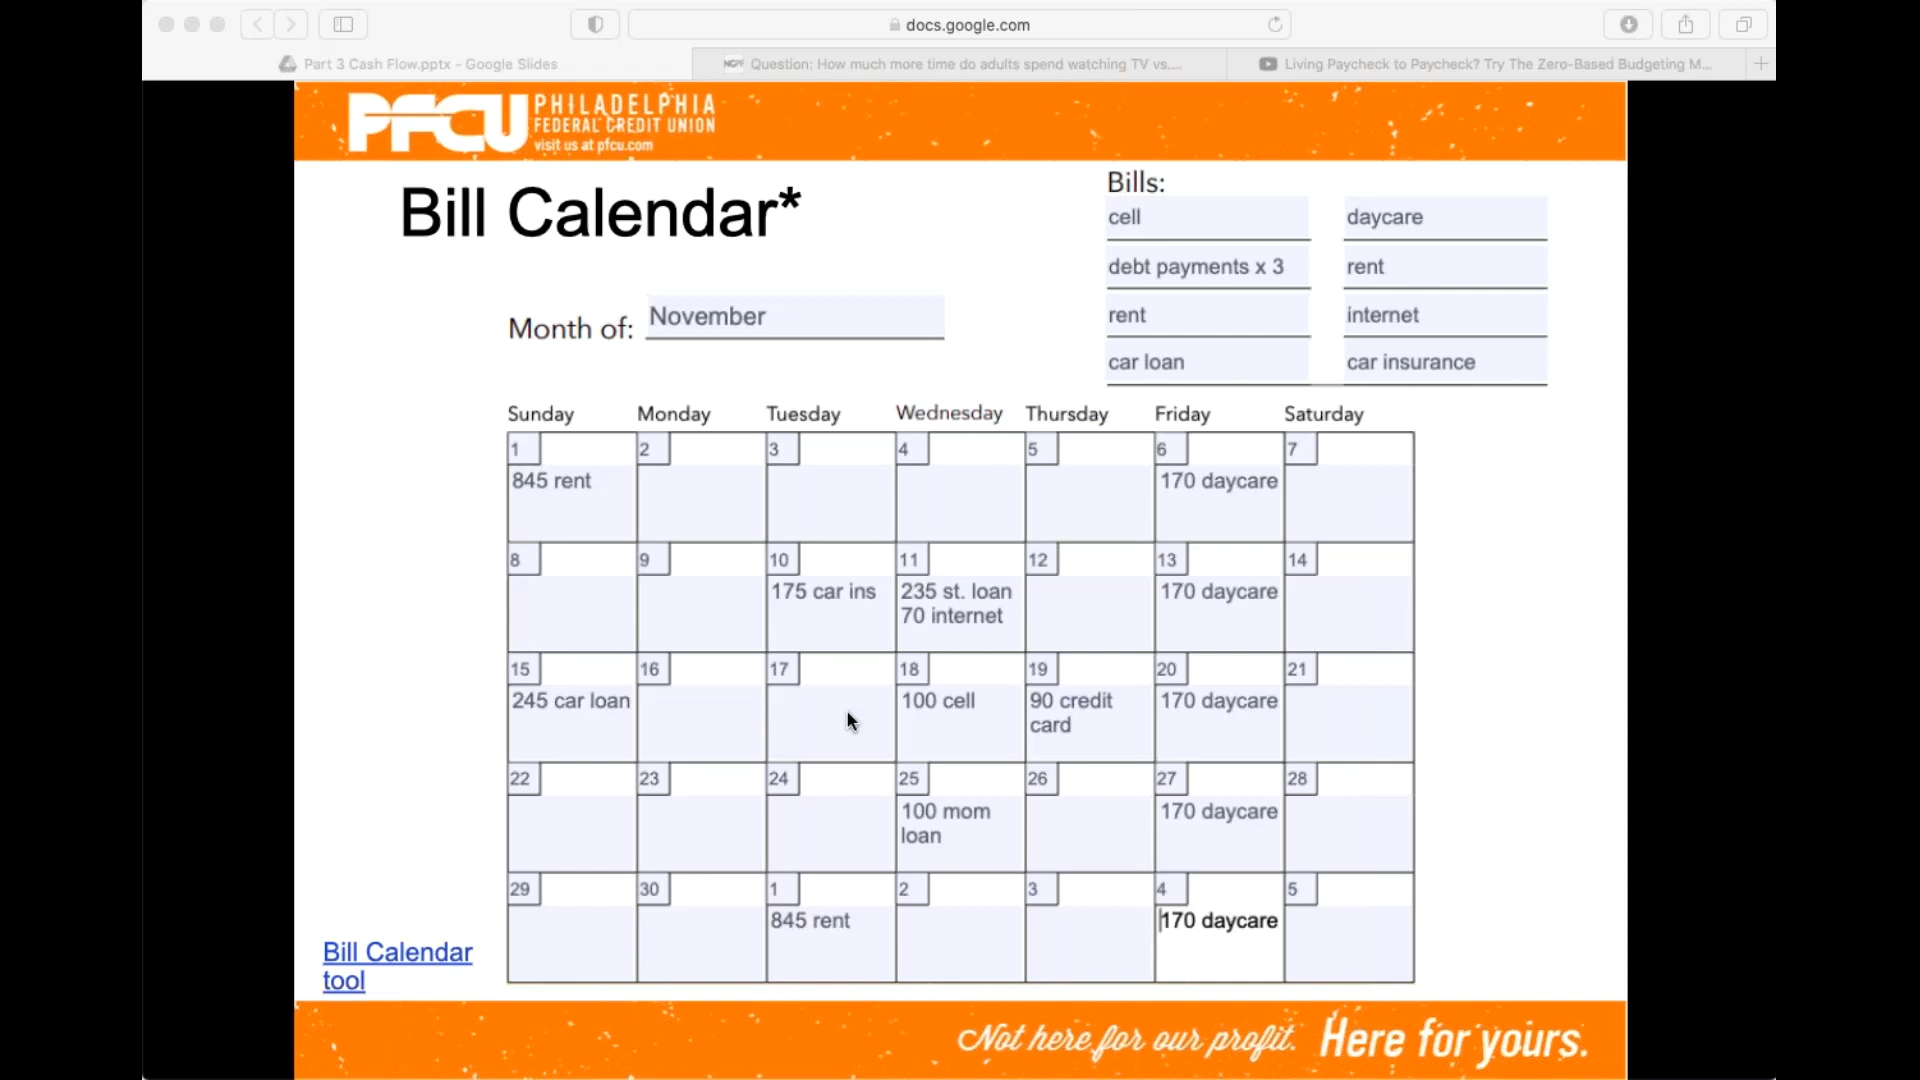 docs.google.com
Part 3 Cash Flow.pptx - Google Slides
NGPF Question: How much more time do adults spend watching TV vs....
Living Paycheck to Paycheck? Try The Zero-Based Budgeting M...
PFCU PHILADELPHIA
FEDERAL CREDIT UNION
visit us at pfcu.com
Bill Calendar*
Bills:
cell daycare
debt payments x 3 rent
rent internet
car loan car insurance
Month of: November
Sunday Monday Tuesday Wednesday Thursday Friday Saturday
1 2 3 4 5 6 7
845 rent 170 daycare
8 9 10 11 12 13 14
175 car ins 235 st. loan 170 daycare
70 internet
15 16 17 18 19 20 21
245 car loan 100 cell 90 credit 170 daycare
card
22 23 24 25 26 27 28
100 mom 170 daycare
loan
29 30 1 2 3 4 5
845 rent 170 daycare
Bill Calendar
tool
Not here for our profit. Here for yours.